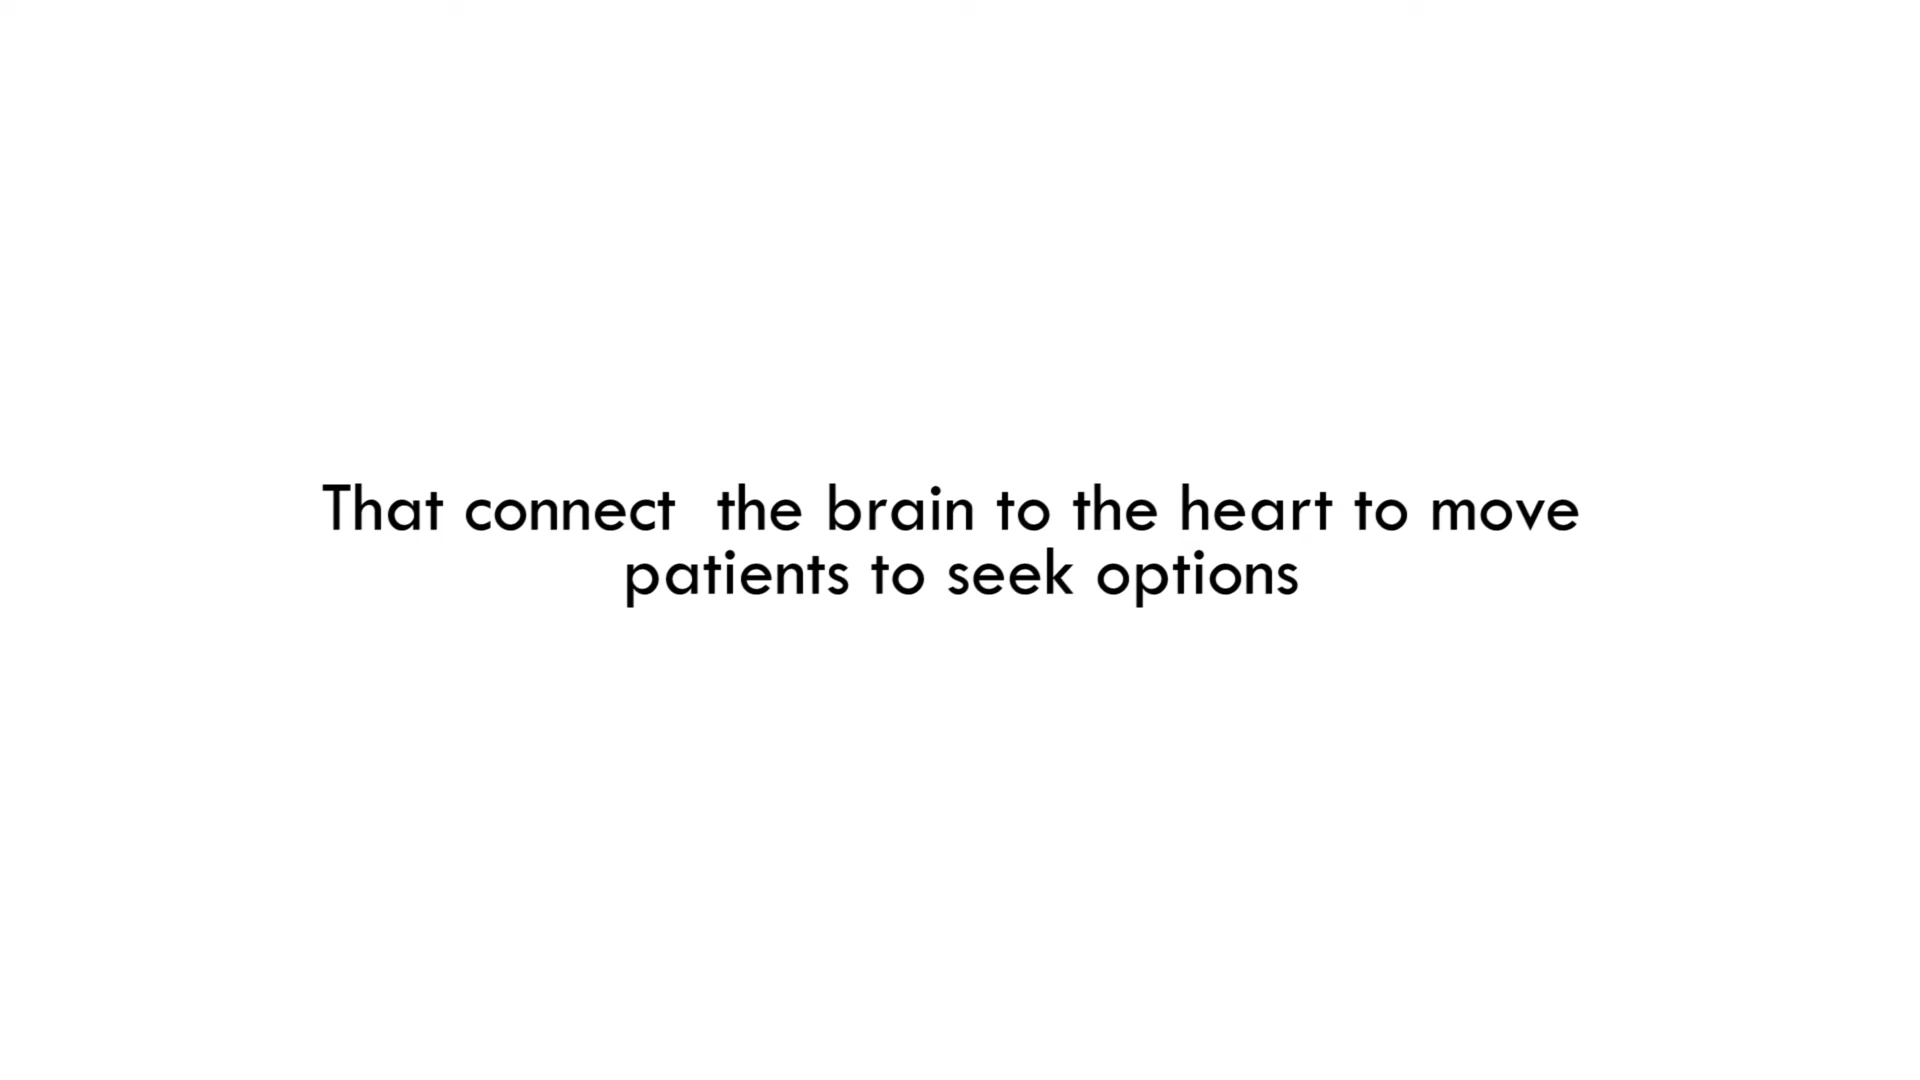 That connect  the brain to the heart to move
patients to seek options